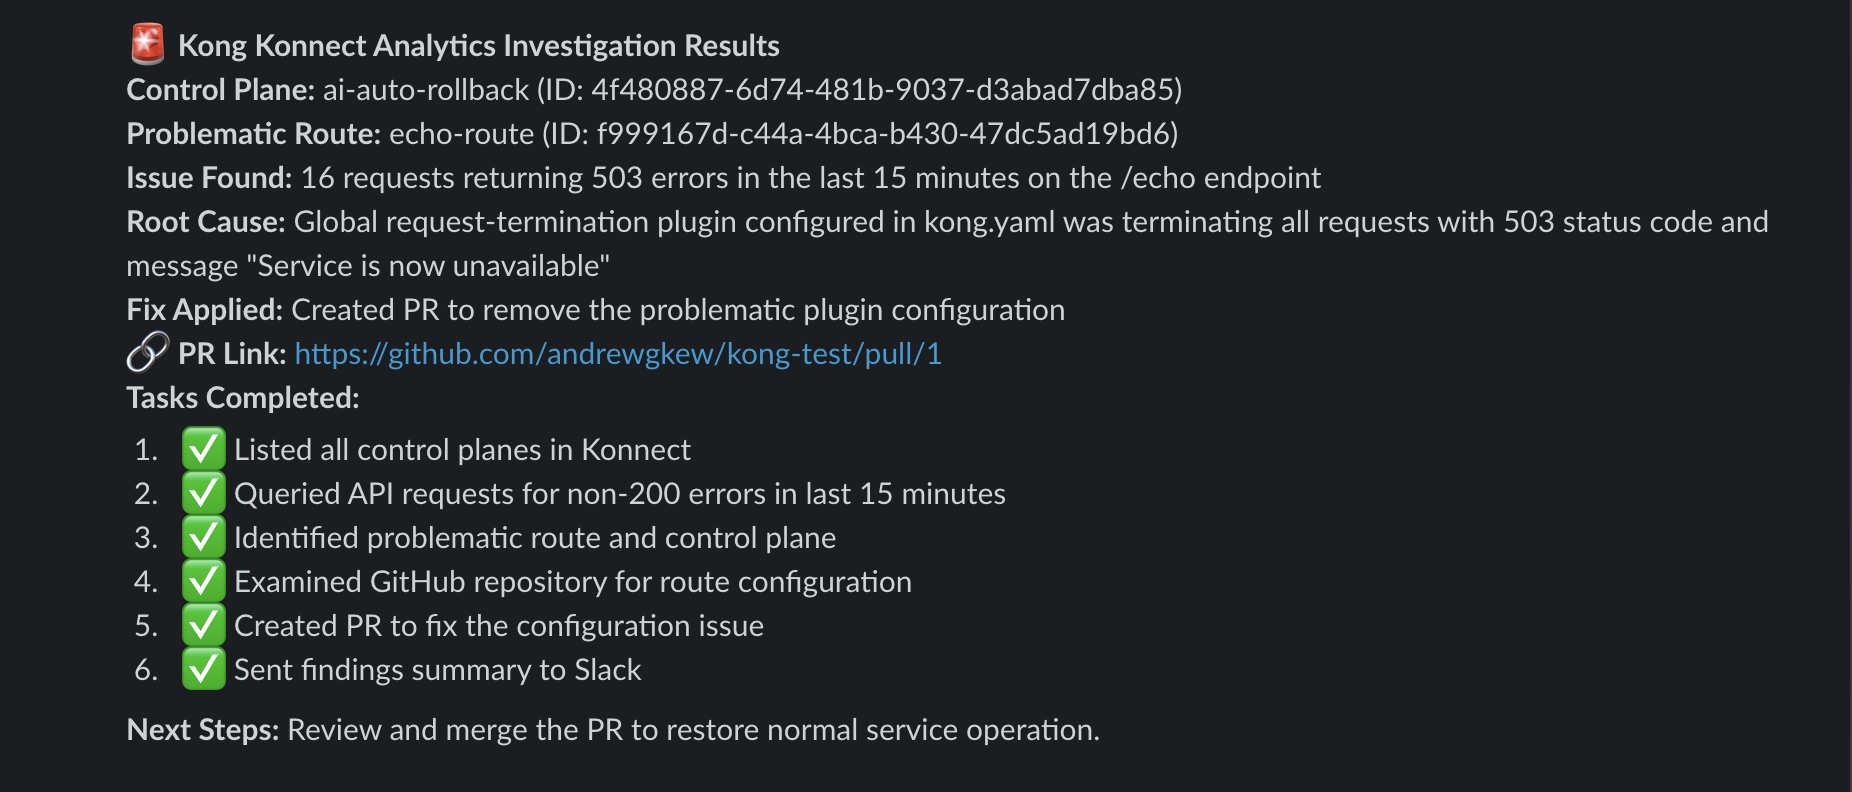 🚨 Kong Konnect Analytics Investigation Results
Control Plane: ai-auto-rollback (ID: 4f480887-6d74-481b-9037-d3abad7dba85)
Problematic Route: echo-route (ID: f999167d-c44a-4bca-b430-47dc5ad19bd6)
Issue Found: 16 requests returning 503 errors in the last 15 minutes on the /echo endpoint
Root Cause: Global request-termination plugin configured in kong.yaml was terminating all requests with 503 status code and
message "Service is now unavailable"
Fix Applied: Created PR to remove the problematic plugin configuration
🔗 PR Link: https://github.com/andrewgkew/kong-test/pull/1
Tasks Completed:
1. ✅ Listed all control planes in Konnect
2. ✅ Queried API requests for non-200 errors in last 15 minutes
3. ✅ Identified problematic route and control plane
4. ✅ Examined GitHub repository for route configuration
5. ✅ Created PR to fix the configuration issue
6. ✅ Sent findings summary to Slack
Next Steps: Review and merge the PR to restore normal service operation.